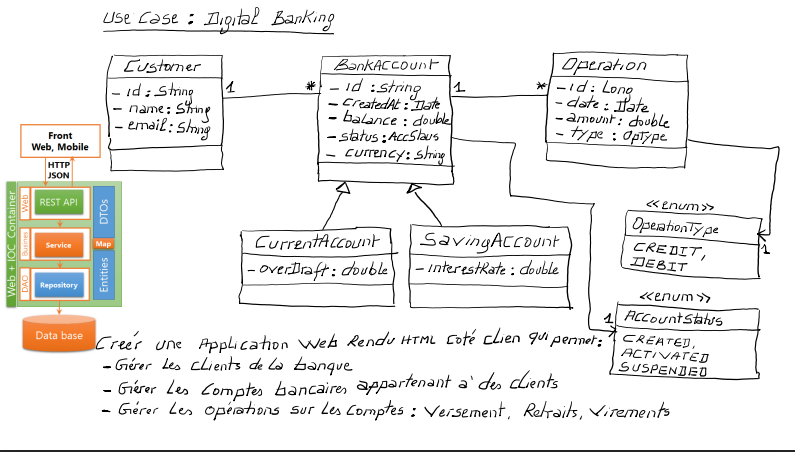 Use Case : Digital Banking
Customer
- id : String
- name : String
- email : String
1
*
BankAccount
- id : String
- createdAt : Date
- balance : double
- status : AccStaus
- currency : String
1
*
Operation
- id : Long
- date : Date
- amount : double
- type : OpType
Front
Web, Mobile
HTTP
JSON
Web + IOC Container
Web
REST API
DTOs
Busines
Service
Map
DAO
Repository
Entities
Data base
CurrentAccount
- overDraft : double
SavingAccount
- interestRate : double
<<enum>>
OperationType
1
CREDIT,
DEBIT
<<enum>>
1
AccountStatus
CREATED,
ACTIVATED
SUSPENDED
Creér une Application Web Rendu HTML Coté clien qui permet :
- Gérer les clients de la banque
- Gérer les Comptes bancaires appartenant à des clients
- Gérer les opérations sur les comptes : Versement, Retraits, Virements